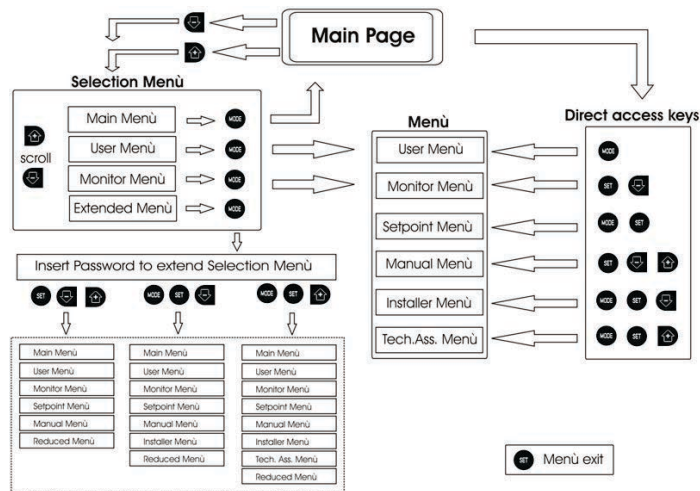 Main Page
Selection Menù
Main Menù MODE
User Menù MODE
Monitor Menù MODE
Extended Menù MODE
scroll
Insert Password to extend Selection Menù
SET
MODE SET
MODE SET
Main Menù
User Menù
Monitor Menù
Setpoint Menù
Manual Menù
Reduced Menù
Main Menù
User Menù
Monitor Menù
Setpoint Menù
Manual Menù
Installer Menù
Reduced Menù
Main Menù
User Menù
Monitor Menù
Setpoint Menù
Manual Menù
Installer Menù
Tech. Ass. Menù
Reduced Menù
Menù
User Menù
Monitor Menù
Setpoint Menù
Manual Menù
Installer Menù
Tech.Ass. Menù
Direct access keys
MODE
SET
MODE SET
SET
MODE SET
MODE SET
SET Menù exit